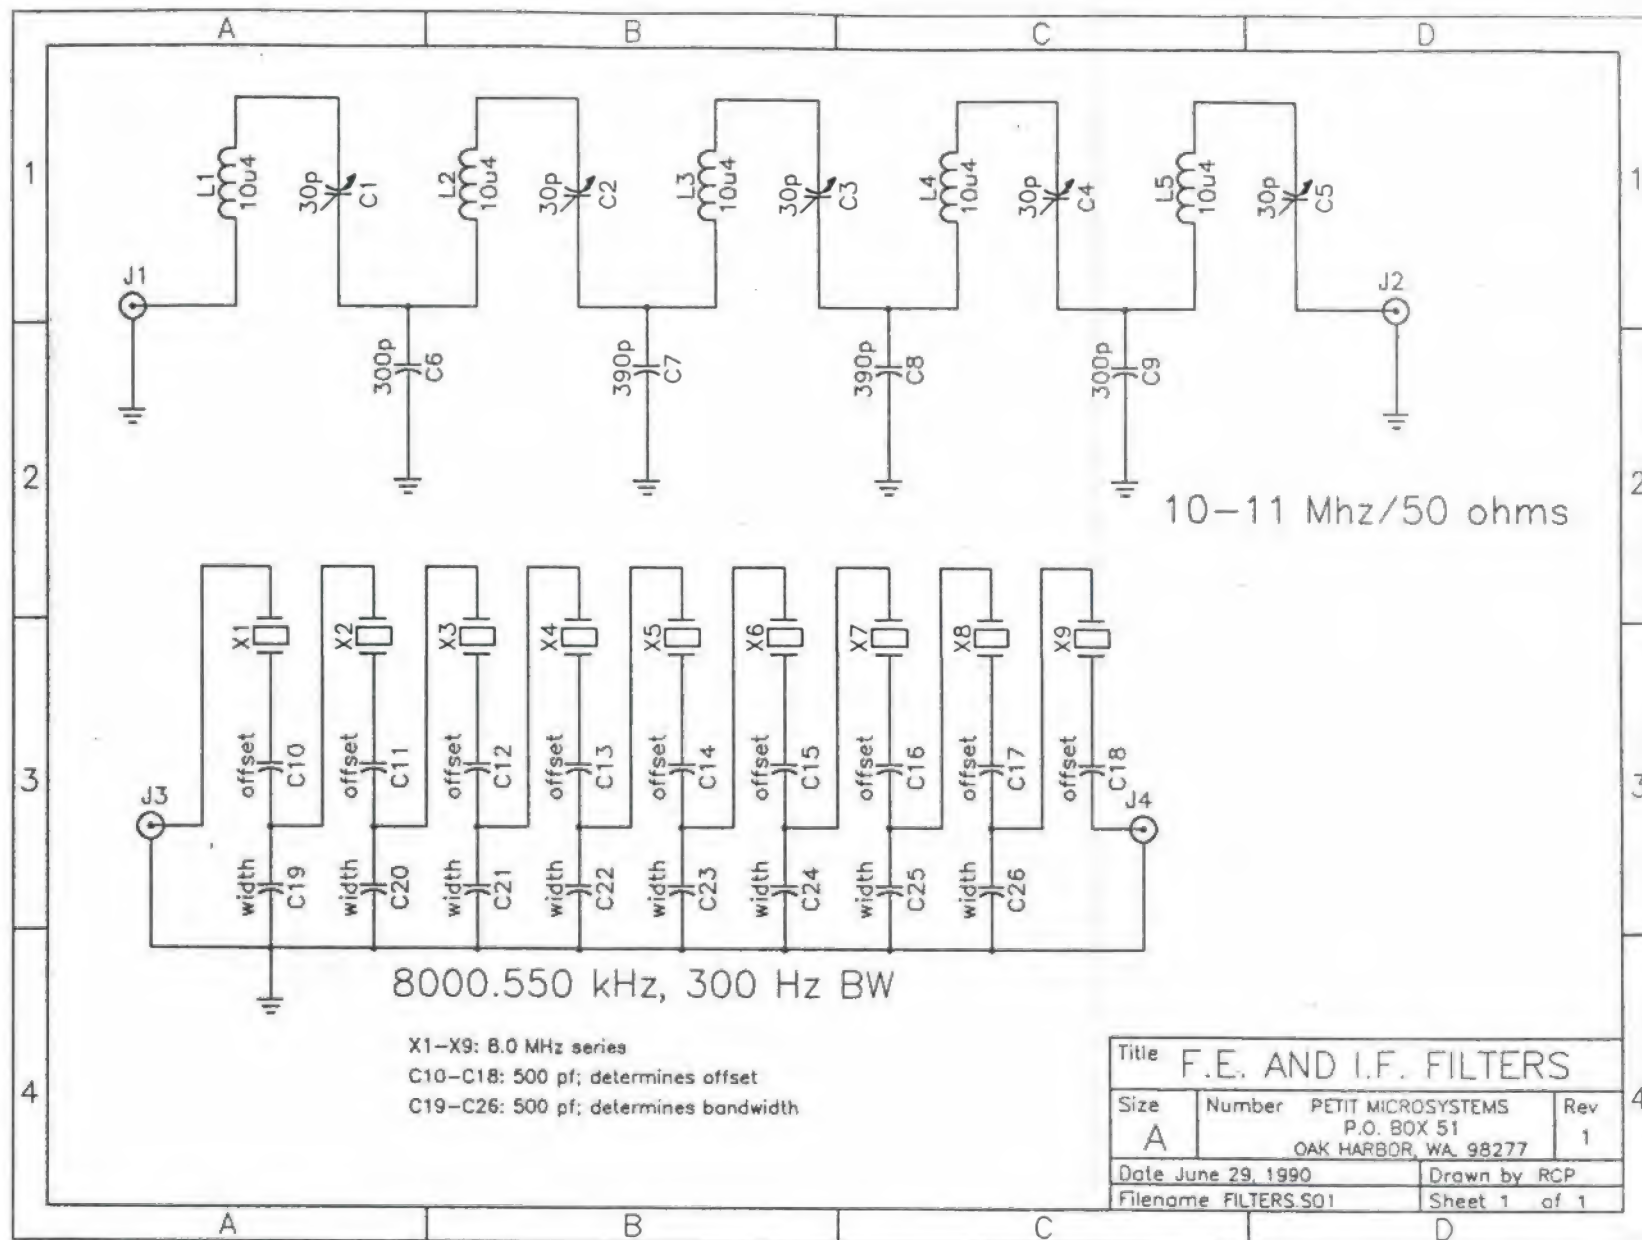 A B C D
1 1
L1 10u4 30p C1 L2 10u4 30p C2 L3 10u4 30p C3 L4 10u4 30p C4 L5 10u4 30p C5
J1 J2
300p C6 390p C7 390p C8 300p C9
2 2
10-11 Mhz/50 ohms
X1 X2 X3 X4 X5 X6 X7 X8 X9
offset C10 offset C11 offset C12 offset C13 offset C14 offset C15 offset C16 offset C17 offset C18
3 3
J3 J4
width C19 width C20 width C21 width C22 width C23 width C24 width C25 width C26
8000.550 kHz, 300 Hz BW
X1-X9: 8.0 MHz series
C10-C18: 500 pf; determines offset
C19-C26: 500 pf; determines bandwidth
4 4
Title F.E. AND I.F. FILTERS
Size A
Number PETIT MICROSYSTEMS
P.O. BOX 51
OAK HARBOR, WA. 98277
Rev 1
Date June 29, 1990
Drawn by RCP
Filename FILTERS.S01
Sheet 1 of 1
A B C D